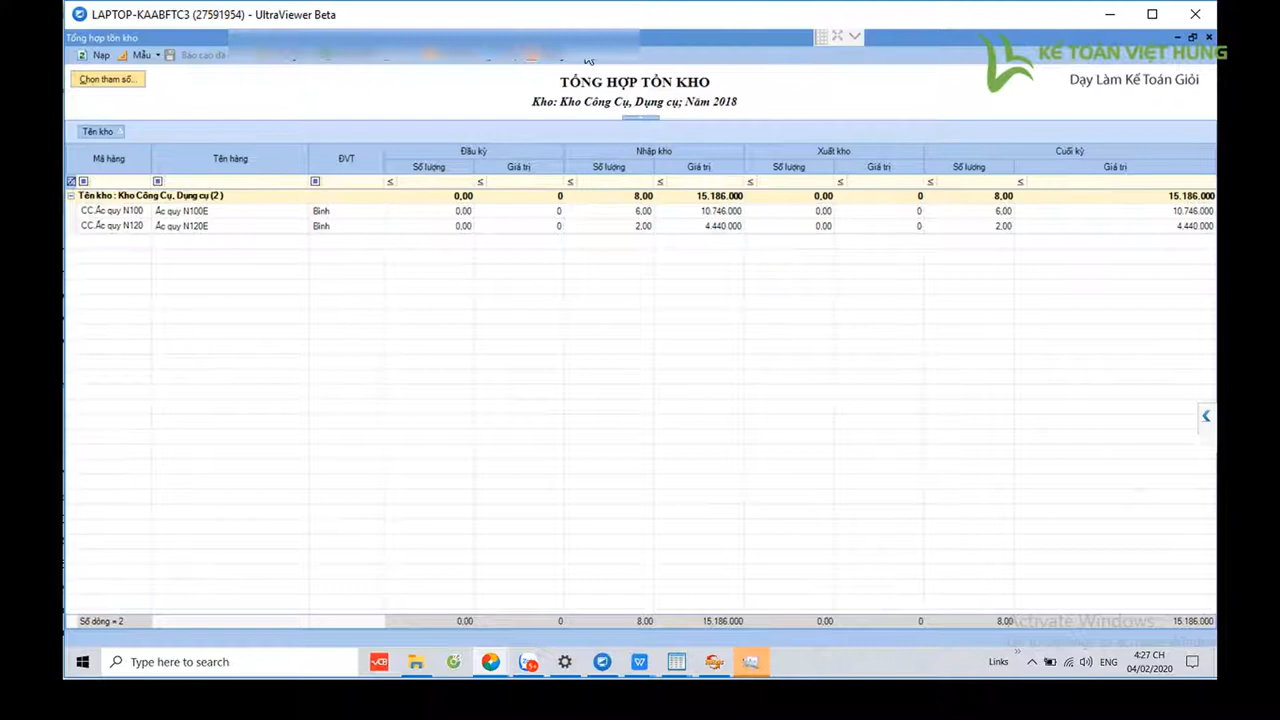 LAPTOP-KAABFTC3 (27591954) - UltraViewer Beta
Tổng hợp tồn kho
Nạp Mẫu Báo cáo đã
KẾ TOÁN VIỆT HƯNG
Dạy Làm Kế Toán Giỏi
Chọn tham số...
TỔNG HỢP TỒN KHO
Kho: Kho Công Cụ, Dụng cụ; Năm 2018
Tên kho
Mã hàng Tên hàng ĐVT Đầu kỳ Nhập kho Xuất kho Cuối kỳ
Số lượng Giá trị Số lượng Giá trị Số lượng Giá trị Số lượng Giá trị
≤ ≤ ≤ ≤ ≤ ≤ ≤ ≤
Tên kho : Kho Công Cụ, Dụng cụ (2 ) 0,00 0 8,00 15.186.000 0,00 0 8,00 15.186.000
CC.Ác quy N100 Ác quy N100E Bình 0,00 0 6,00 10.746.000 0,00 0 6,00 10.746.000
CC.Ác quy N120 Ác quy N120E Bình 0,00 0 2,00 4.440.000 0,00 0 2,00 4.440.000
Số dòng = 2 0,00 0 8,00 15.186.000 0,00 0 8,00 15.186.000
Activate Windows
Type here to search
Links
ENG
4:27 CH
04/02/2020